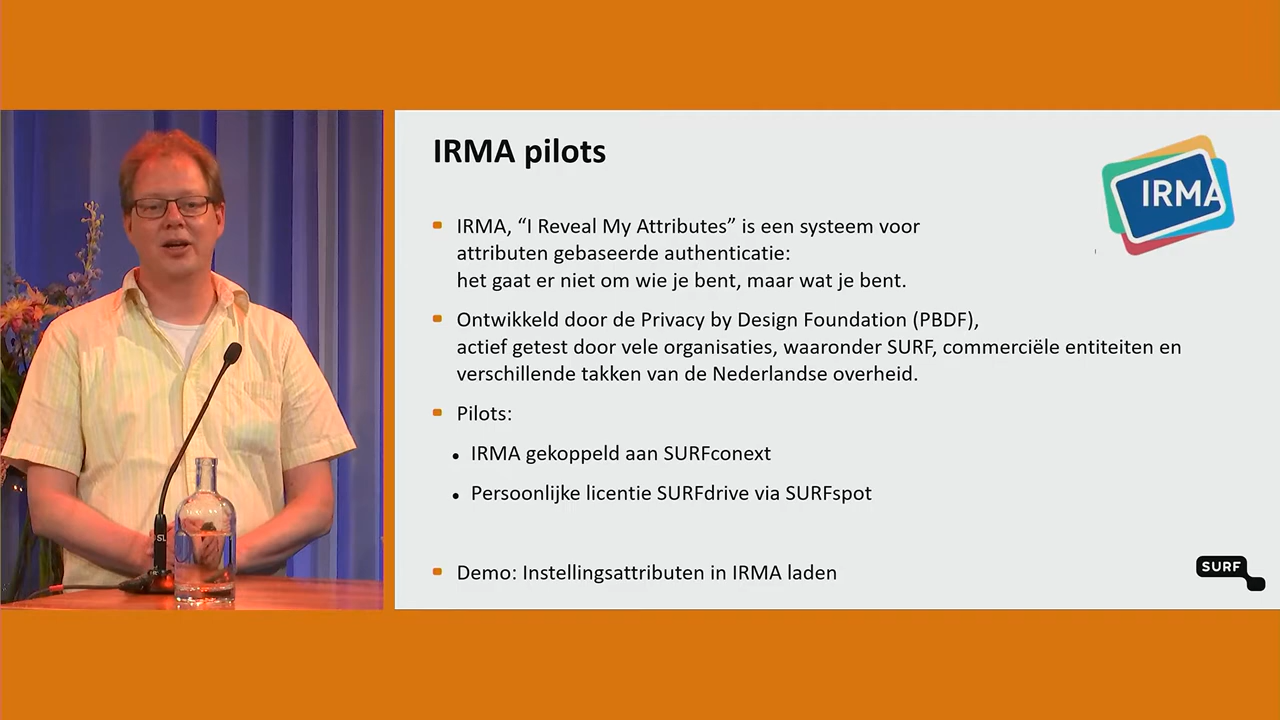 IRMA pilots
IRMA
IRMA, “I Reveal My Attributes” is een systeem voor
attributen gebaseerde authenticatie:
het gaat er niet om wie je bent, maar wat je bent.
Ontwikkeld door de Privacy by Design Foundation (PBDF),
actief getest door vele organisaties, waaronder SURF, commerciële entiteiten en
verschillende takken van de Nederlandse overheid.
Pilots:
IRMA gekoppeld aan SURFconext
Persoonlijke licentie SURFdrive via SURFspot
Demo: Instellingsattributen in IRMA laden
SURF